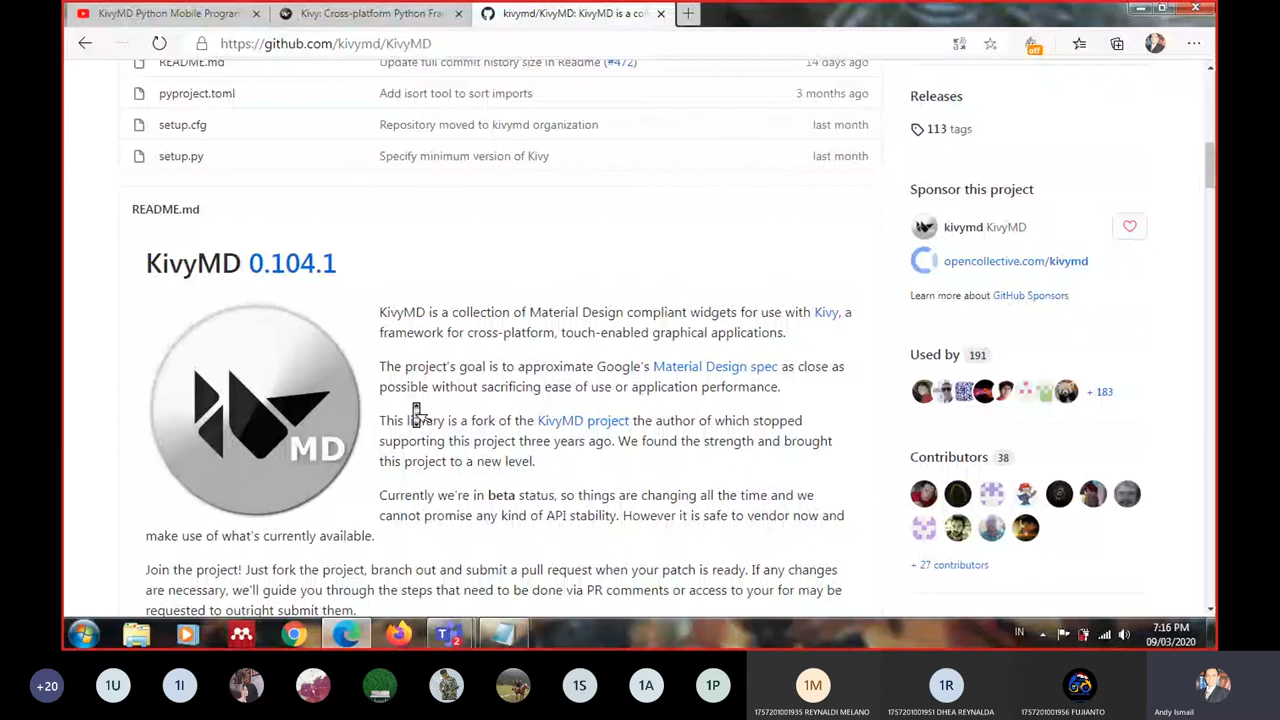 KivyMD Python Mobile Program
Kivy: Cross-platform Python Fra
kivymd/KivyMD: KivyMD is a col
https://github.com/kivymd/KivyMD
off
README.md Update full commit history size in Readme (#472) 14 days ago
pyproject.toml Add isort tool to sort imports 3 months ago
setup.cfg Repository moved to kivymd organization last month
setup.py Specify minimum version of Kivy last month
README.md
KivyMD 0.104.1
MD
KivyMD is a collection of Material Design compliant widgets for use with Kivy, a
framework for cross-platform, touch-enabled graphical applications.
The project's goal is to approximate Google's Material Design spec as close as
possible without sacrificing ease of use or application performance.
This library is a fork of the KivyMD project the author of which stopped
supporting this project three years ago. We found the strength and brought
this project to a new level.
Currently we're in beta status, so things are changing all the time and we
cannot promise any kind of API stability. However it is safe to vendor now and
make use of what's currently available.
Join the project! Just fork the project, branch out and submit a pull request when your patch is ready. If any changes
are necessary, we'll guide you through the steps that need to be done via PR comments or access to your for may be
requested to outright submit them.
Releases
113 tags
Sponsor this project
kivymd KivyMD
opencollective.com/kivymd
Learn more about GitHub Sponsors
Used by 191
+ 183
Contributors 38
+ 27 contributors
2
IN
7:16 PM
09/03/2020
+20
1U
1I
1S
1A
1P
1M
1R
1757201001935 REYNALDI MELANO
1757201001951 DHEA REYNALDA
1757201001956 FUJIANTO
Andy Ismail